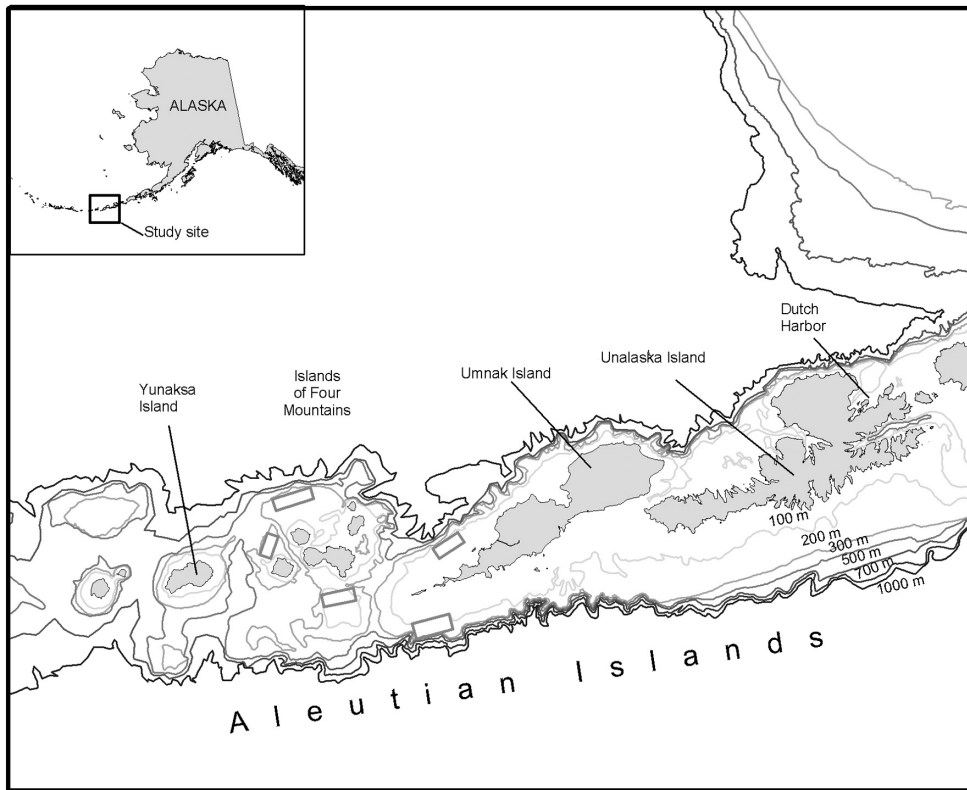 ALASKA
Study site
Dutch
Harbor
Unalaska Island
Umnak Island
Islands
of Four
Mountains
Yunaksa
Island
100 m
200 m
300 m
500 m
700 m
1000 m
Aleutian Islands